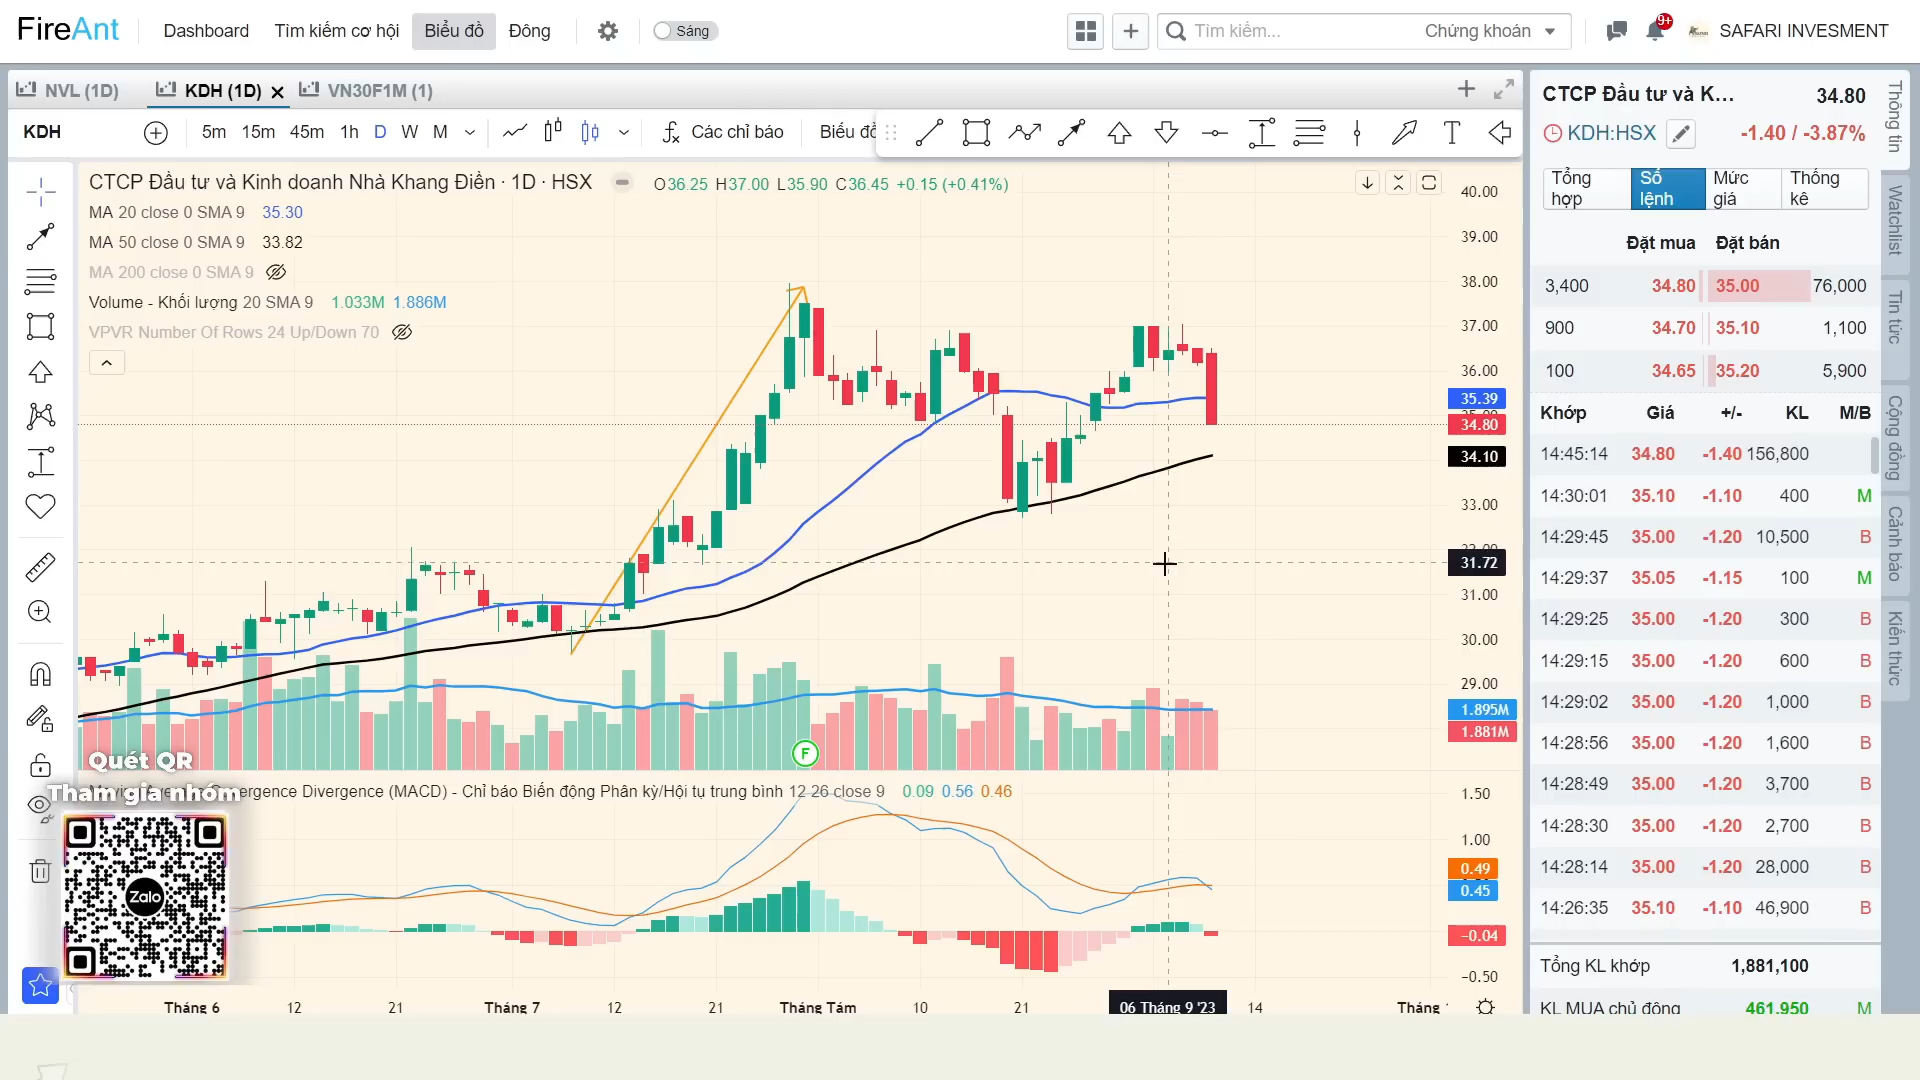 FireAnt
Dashboard
Tìm kiếm cơ hội
Biểu đồ
Đông
Sáng
Tìm kiếm...
Chứng khoán
9+
SAFARI INVESMENT
NVL (1D)
KDH (1D)
VN30F1M (1)
KDH
5m 15m 45m 1h D W M
Các chỉ báo
Biểu đồ
CTCP Đầu tư và Kinh doanh Nhà Khang Điền · 1D · HSX
O36.25 H37.00 L35.90 C36.45 +0.15 (+0.41%)
MA 20 close 0 SMA 9 35.30
MA 50 close 0 SMA 9 33.82
MA 200 close 0 SMA 9
Volume - Khối lượng 20 SMA 9 1.033M 1.886M
VPVR Number Of Rows 24 Up/Down 70
40.00
39.00
38.00
37.00
36.00
35.39
34.80
34.10
33.00
31.72
31.00
30.00
29.00
1.895M
1.881M
F
Quét QR
Tham gia nhóm
Zalo
ergence Divergence (MACD) - Chỉ báo Biến động Phân kỳ/Hội tụ trung bình 12 26 close 9 0.09 0.56 0.46
1.50
1.00
0.49
0.45
−0.04
−0.50
Tháng 6 12 21 Tháng 7 12 21 Tháng Tám 10 21 06 Tháng 9 '23 14
CTCP Đầu tư và K... 34.80
KDH:HSX -1.40 / -3.87%
Tổng hợp
Sổ lệnh
Mức giá
Thống kê
Đặt mua Đặt bán
3,400 34.80 35.00 76,000
900 34.70 35.10 1,100
100 34.65 35.20 5,900
Khớp Giá +/- KL M/B
14:45:14 34.80 -1.40 156,800
14:30:01 35.10 -1.10 400 M
14:29:45 35.00 -1.20 10,500 B
14:29:37 35.05 -1.15 100 M
14:29:25 35.00 -1.20 300 B
14:29:15 35.00 -1.20 600 B
14:29:02 35.00 -1.20 1,000 B
14:28:56 35.00 -1.20 1,600 B
14:28:49 35.00 -1.20 3,700 B
14:28:30 35.00 -1.20 2,700 B
14:28:14 35.00 -1.20 28,000 B
14:26:35 35.10 -1.10 46,900 B
Tổng KL khớp 1,881,100
KL MUA chủ động 461,950 M
Thông tin
Watchlist
Tin tức
Cộng đồng
Cảnh báo
Kiến thức